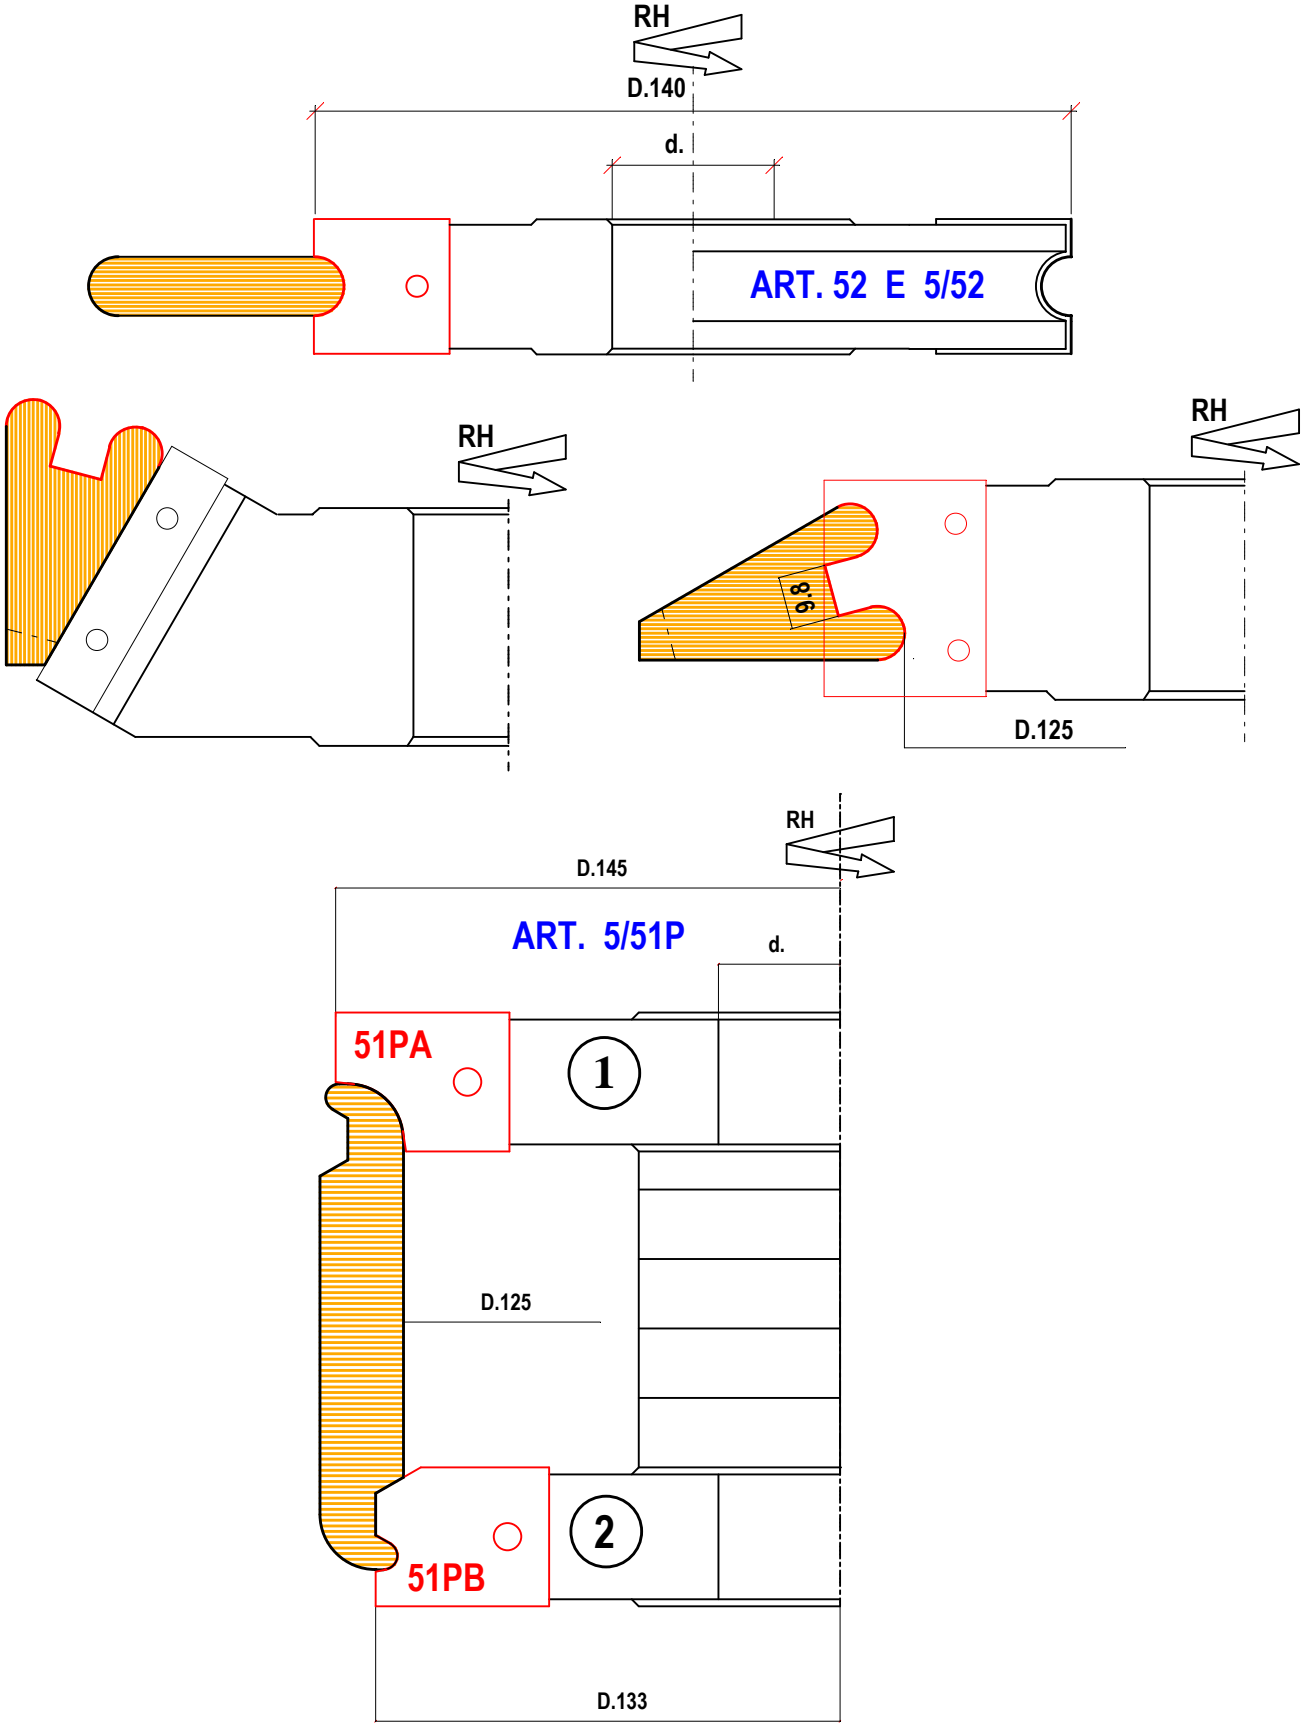 RH
D.140
d.
ART. 52 E 5/52
RH
RH
9.8
D.125
RH
D.145
ART. 5/51P
d.
51PA
1
D.125
2
51PB
D.133